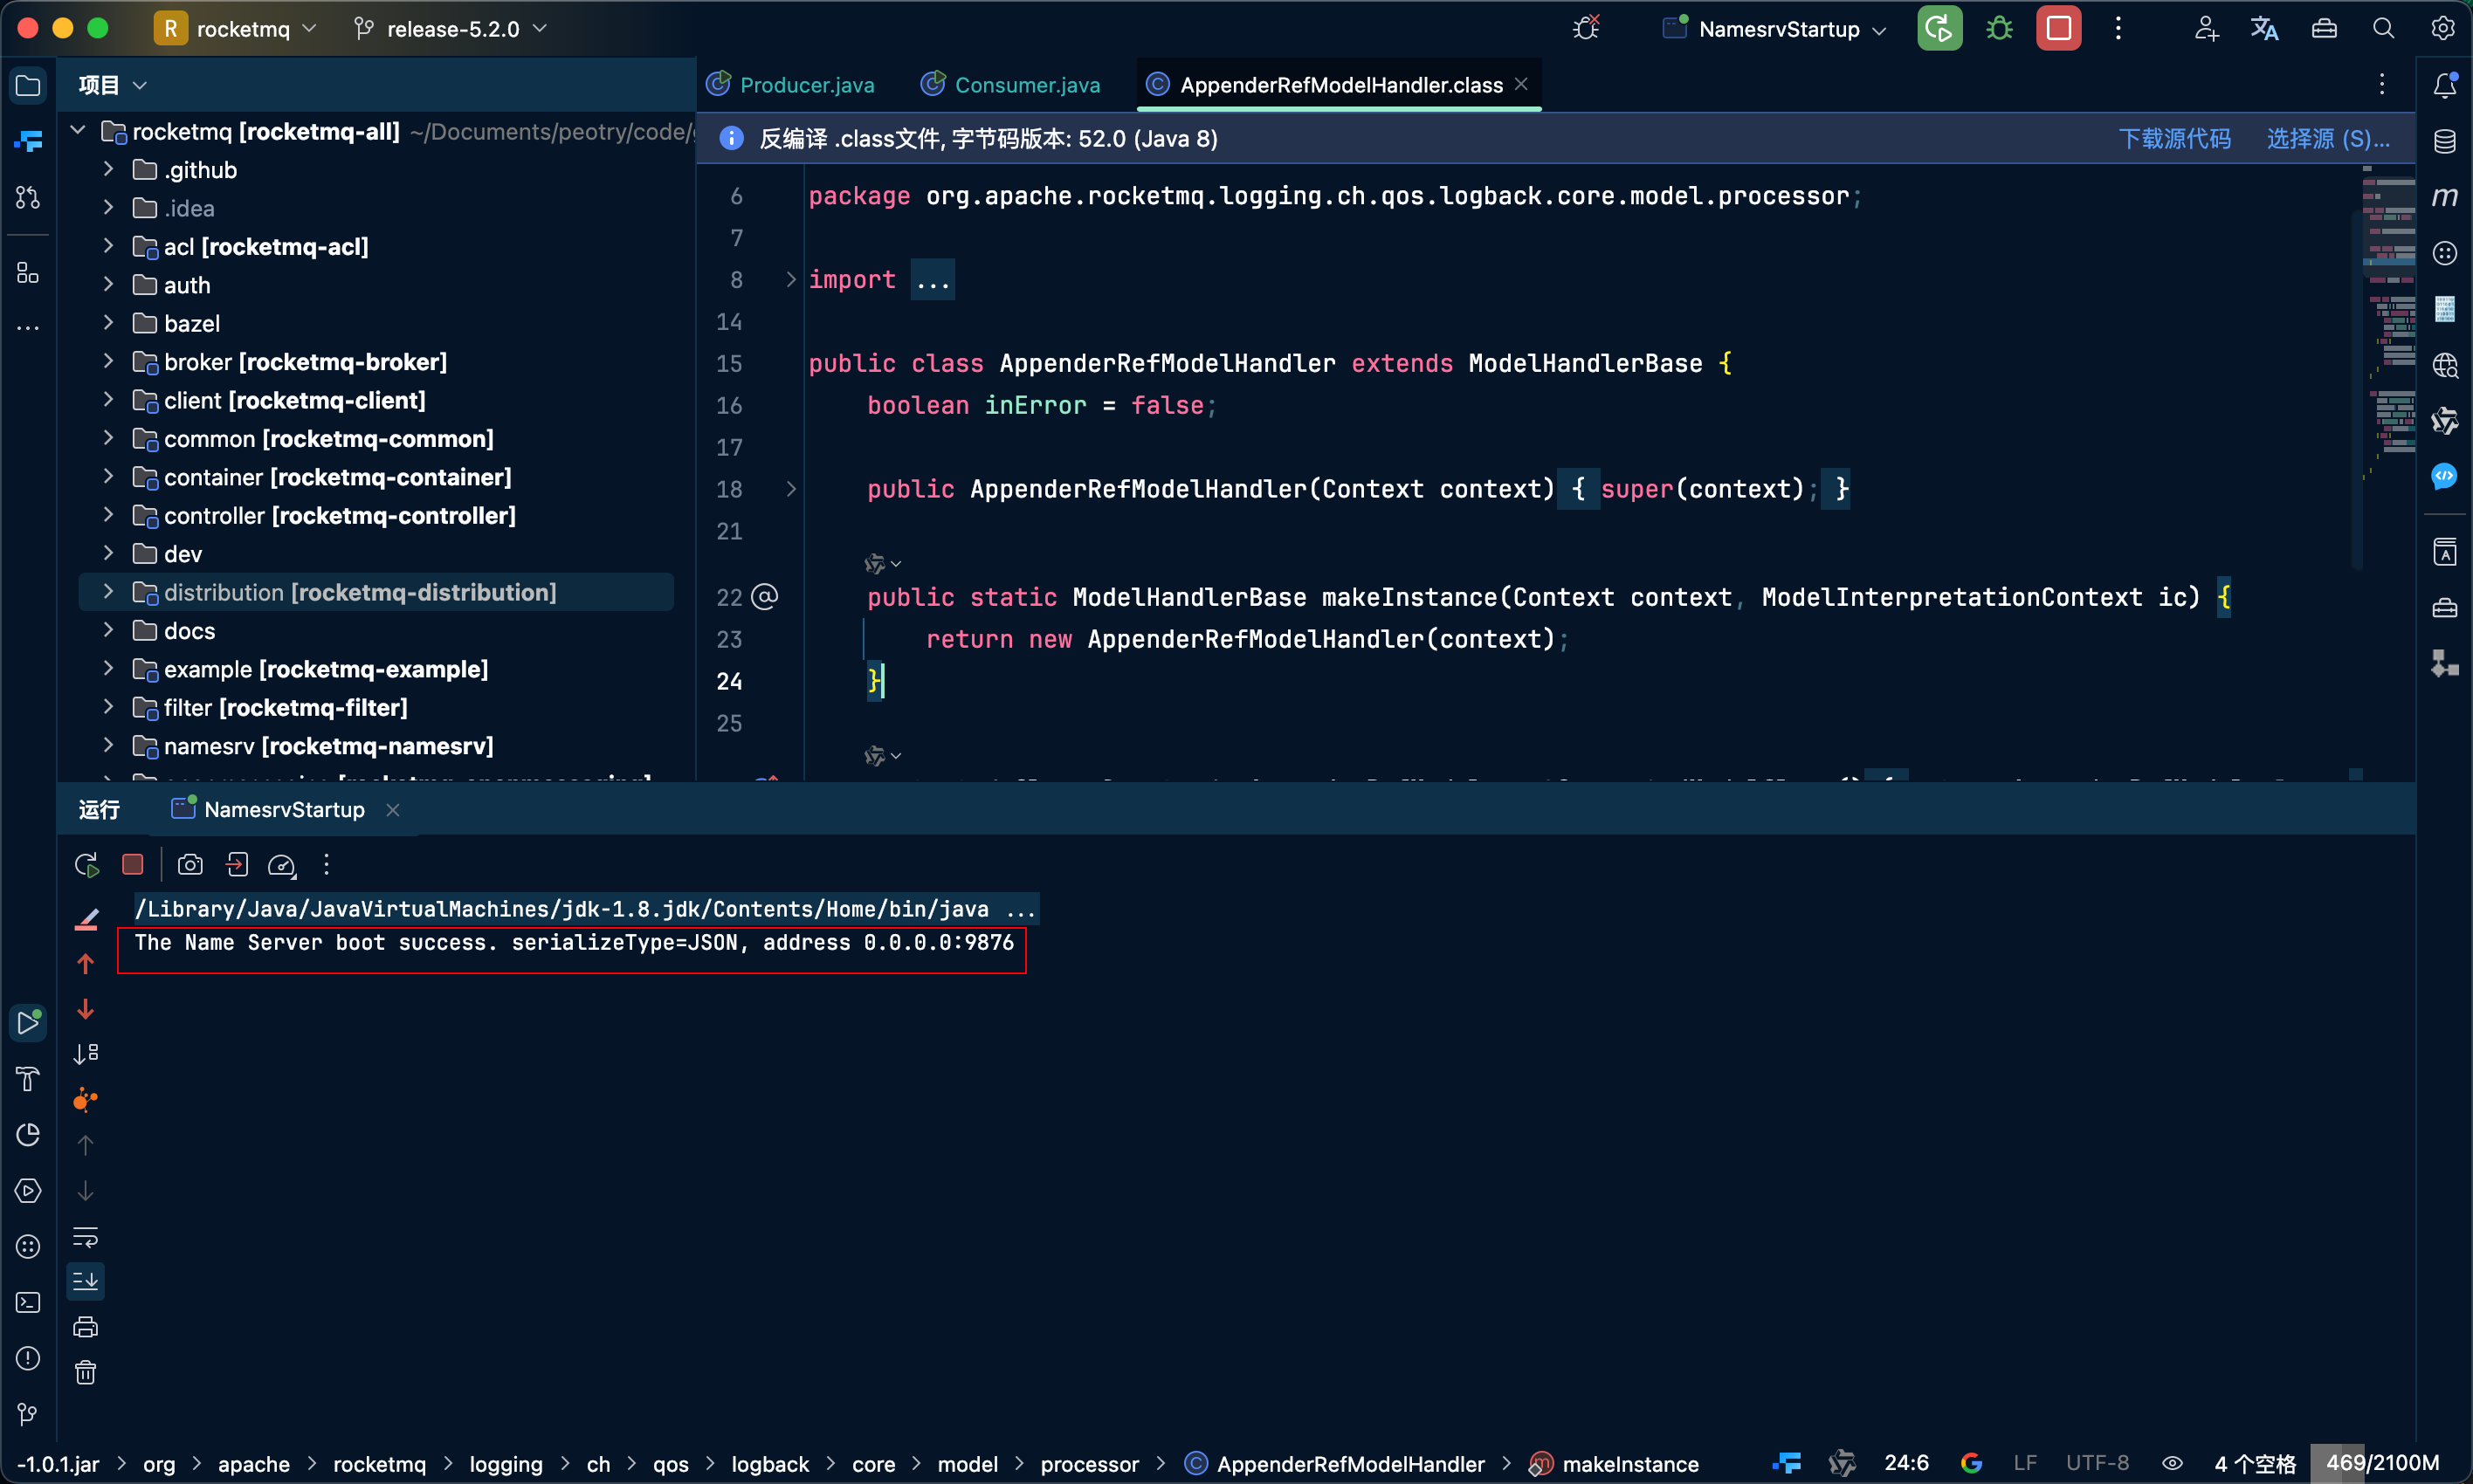 R rocketmq release-5.2.0 NamesrvStartup
项目
rocketmq [rocketmq-all] ~/Documents/peotry/code/
.github
.idea
acl [rocketmq-acl]
auth
bazel
broker [rocketmq-broker]
client [rocketmq-client]
common [rocketmq-common]
container [rocketmq-container]
controller [rocketmq-controller]
dev
distribution [rocketmq-distribution]
docs
example [rocketmq-example]
filter [rocketmq-filter]
namesrv [rocketmq-namesrv]
Producer.java Consumer.java AppenderRefModelHandler.class
反编译 .class文件, 字节码版本: 52.0 (Java 8) 下载源代码 选择源 (S)...
6 package org.apache.rocketmq.logging.ch.qos.logback.core.model.processor;
7
8 import ...
14
15 public class AppenderRefModelHandler extends ModelHandlerBase {
16 boolean inError = false;
17
18 public AppenderRefModelHandler(Context context) { super(context); }
21
22 @ public static ModelHandlerBase makeInstance(Context context, ModelInterpretationContext ic) {
23 return new AppenderRefModelHandler(context);
24 }
25
运行 NamesrvStartup
/Library/Java/JavaVirtualMachines/jdk-1.8.jdk/Contents/Home/bin/java ...
The Name Server boot success. serializeType=JSON, address 0.0.0.0:9876
-1.0.1.jar > org > apache > rocketmq > logging > ch > qos > logback > core > model > processor > AppenderRefModelHandler > makeInstance 24:6 LF UTF-8 4 个空格 469/2100M